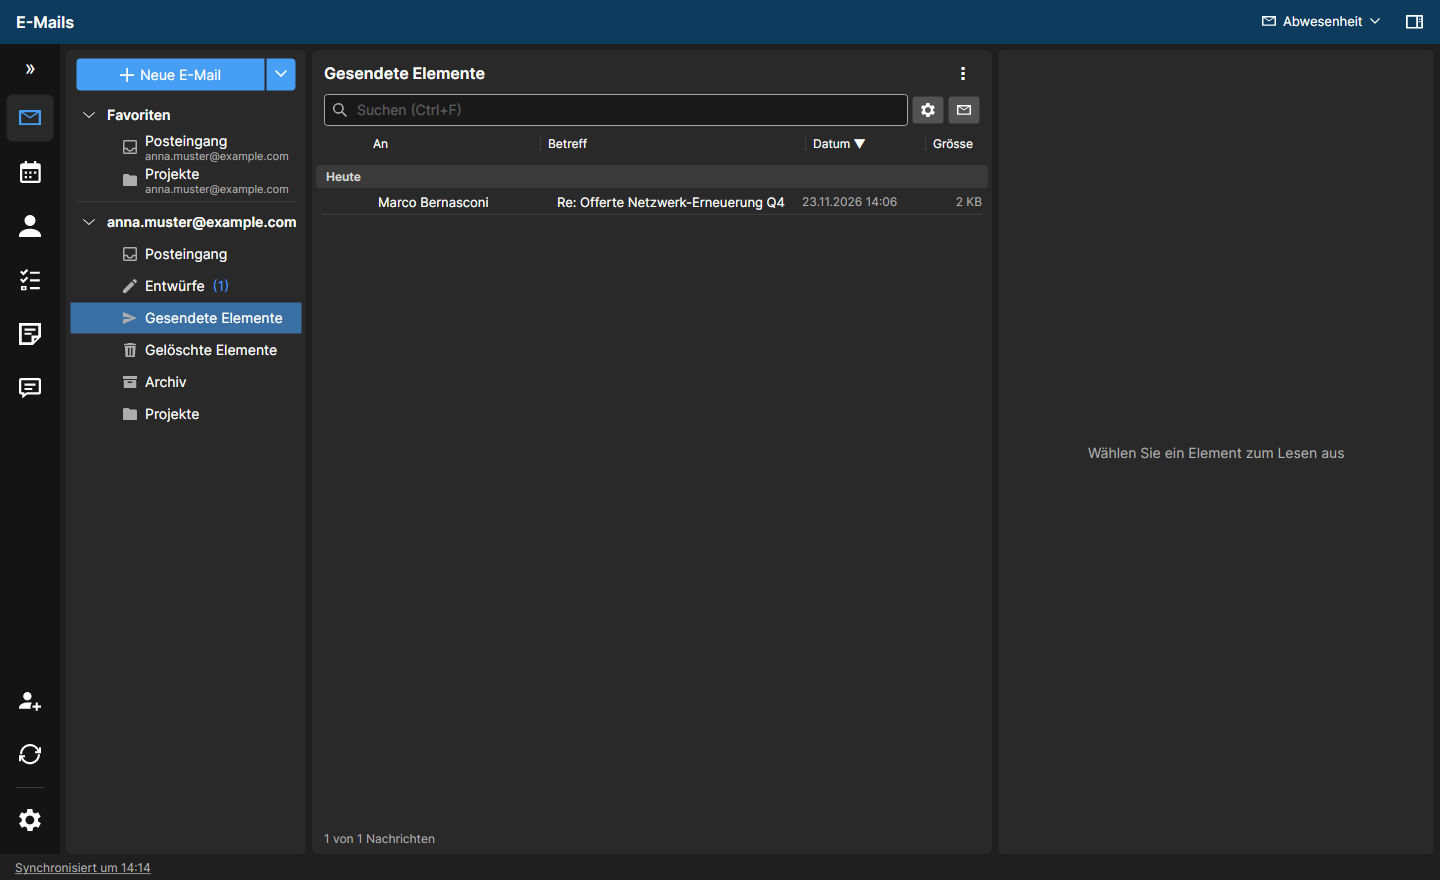 E-Mails
Abwesenheit
Neue E-Mail
Favoriten
Posteingang
anna.muster@example.com
Projekte
anna.muster@example.com
anna.muster@example.com
Posteingang
Entwürfe (1)
Gesendete Elemente
Gelöschte Elemente
Archiv
Projekte
Gesendete Elemente
Suchen (Ctrl+F)
An Betreff Datum ▼ Grösse
Heute
Marco Bernasconi Re: Offerte Netzwerk-Erneuerung Q4 23.11.2026 14:06 2 KB
1 von 1 Nachrichten
Wählen Sie ein Element zum Lesen aus
Synchronisiert um 14:14